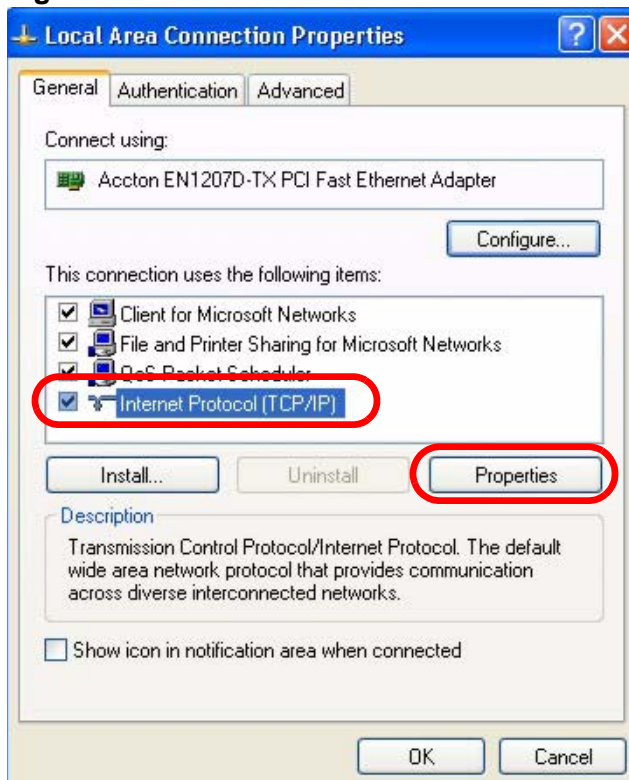 Local Area Connection Properties
General Authentication Advanced
Connect using:
Accton EN1207D-TX PCI Fast Ethernet Adapter
Configure...
This connection uses the following items:
Client for Microsoft Networks
File and Printer Sharing for Microsoft Networks
QoS Packet Scheduler
Internet Protocol (TCP/IP)
Install... Uninstall Properties
Description
Transmission Control Protocol/Internet Protocol. The default
wide area network protocol that provides communication
across diverse interconnected networks.
Show icon in notification area when connected
OK Cancel